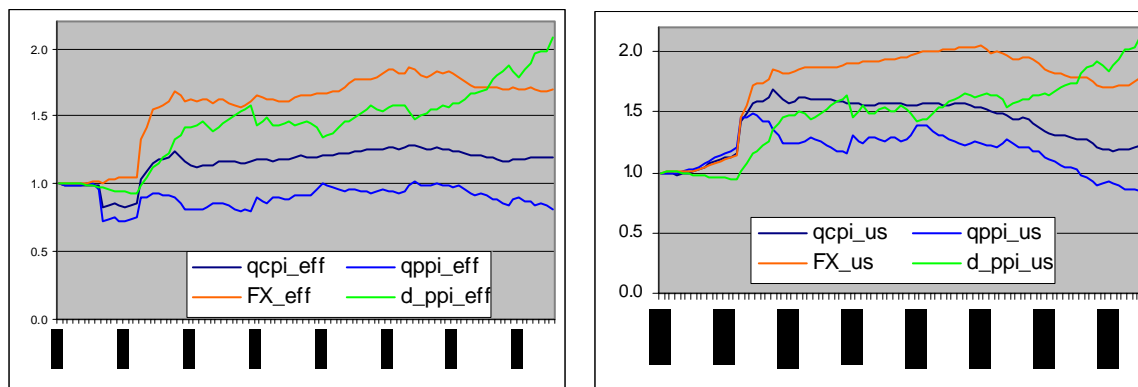 2.0
1.5
1.0
0.5
0.0
qcpi_eff qppi_eff
FX_eff d_ppi_eff
2.0
1.5
1.0
0.5
0.0
qcpi_us qppi_us
FX_us d_ppi_us